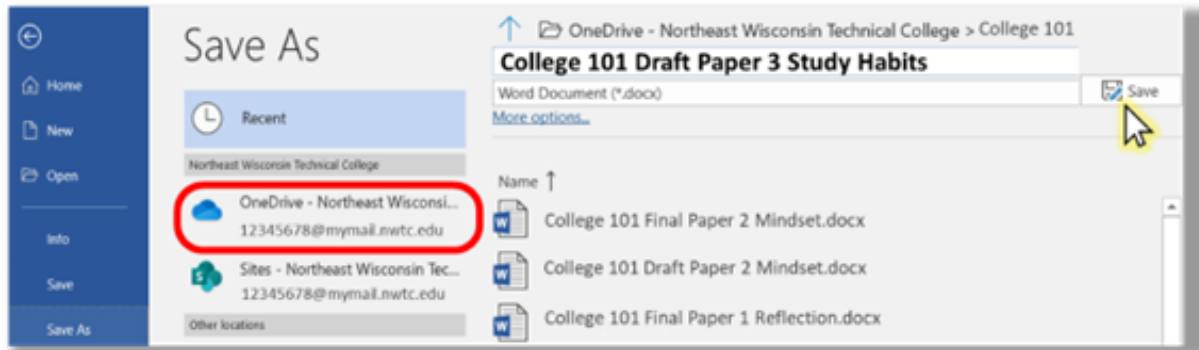 Home
New
Open
Info
Save
Save As
Save As
Recent
Northeast Wisconsin Technical College
OneDrive - Northeast Wisconsi...
12345678@mymail.nwtc.edu
Sites - Northeast Wisconsin Tec...
12345678@mymail.nwtc.edu
Other locations
OneDrive - Northeast Wisconsin Technical College > College 101
College 101 Draft Paper 3 Study Habits
Word Document (*.docx)
Save
More options...
Name ↑
College 101 Final Paper 2 Mindset.docx
College 101 Draft Paper 2 Mindset.docx
College 101 Final Paper 1 Reflection.docx